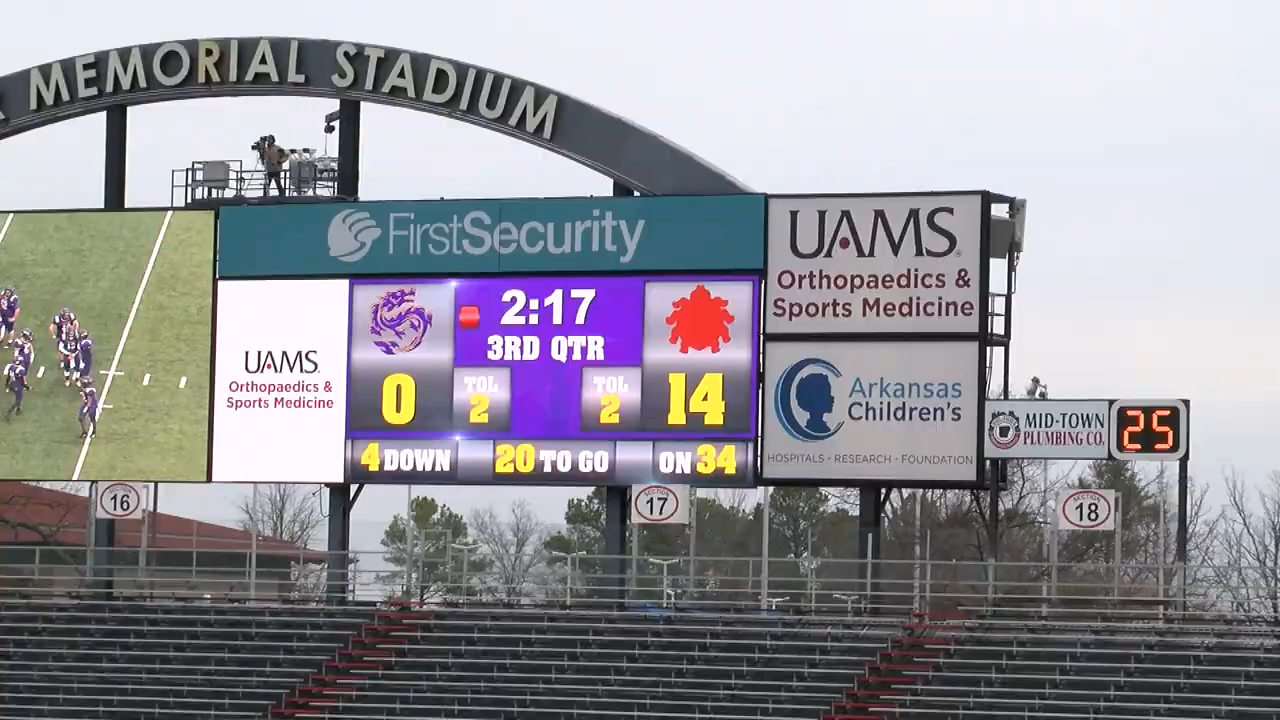 MEMORIAL STADIUM
FirstSecurity
UAMS
Orthopaedics &
Sports Medicine
2:17
3RD QTR
0
TOL
2
TOL
2
14
4 DOWN
20 TO GO
ON 34
UAMS
Orthopaedics &
Sports Medicine
Arkansas
Children's
HOSPITALS · RESEARCH · FOUNDATION
MID-TOWN
PLUMBING CO.
25
16
SECTION
17
SECTION
18